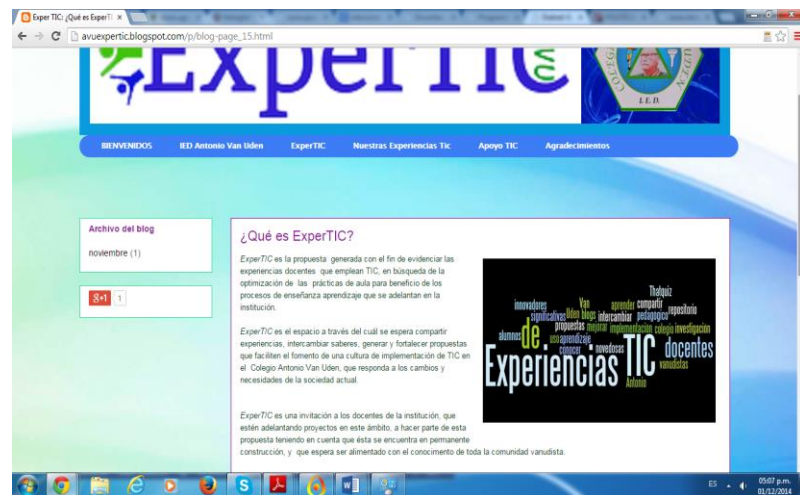 Exper TIC: ¿Qué es ExperT
avuexpertic.blogspot.com/p/blog-page_15.html
ExperTIC
COLEGIO
UDEN
I.E.D.
BIENVENIDOS IED Antonio Van Uden ExperTIC Nuestras Experiencias Tic Apoyo TIC Agradecimientos
Archivo del blog
noviembre (1)
g+1 1
¿Qué es ExperTIC?
ExperTIC es la propuesta generada con el fin de evidenciar las
experiencias docentes que emplean TIC, en búsqueda de la
optimización de las prácticas de aula para beneficio de los
procesos de enseñanza aprendizaje que se adelantan en la
institución.
ExperTIC es el espacio a través del cuál se espera compartir
experiencias, intercambiar saberes, generar y fortalecer propuestas
que faciliten el fomento de una cultura de implementación de TIC en
el Colegio Antonio Van Uden, que responda a los cambios y
necesidades de la sociedad actual.
ExperTIC es una invitación a los docentes de la institución, que
estén adelantando proyectos en este ámbito, a hacer parte de esta
propuesta teniendo en cuenta que ésta se encuentra en permanente
construcción, y que espera ser alimentado con el conocimiento de toda la comunidad vanudista.
Thatquiz
innovadores Van aprender compartir
significativas Uden blogs intercambiar pedagógico repositorio
propuestas mejorar implementación colegio investigación
alumnos de uso aprendizaje
conocer novedosas TIC docentes
Experiencias vanudistas
Antonio
ES 05:07 p.m.
01/12/2014